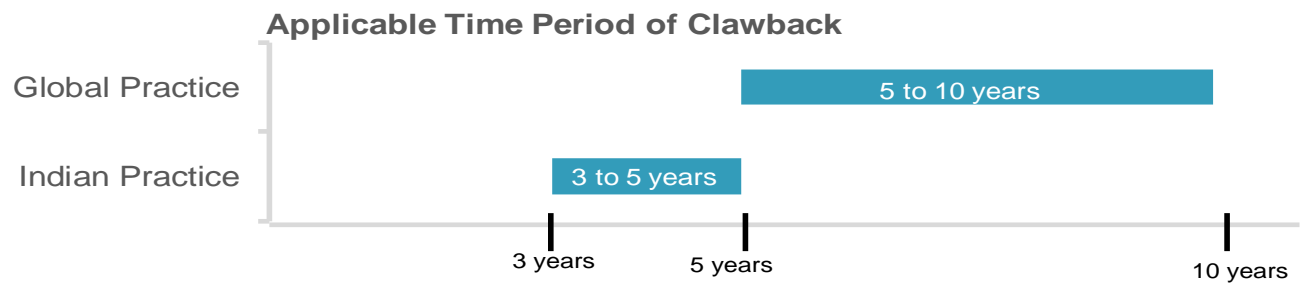 Applicable Time Period of Clawback
Global Practice
5 to 10 years
Indian Practice
3 to 5 years
3 years
5 years
10 years